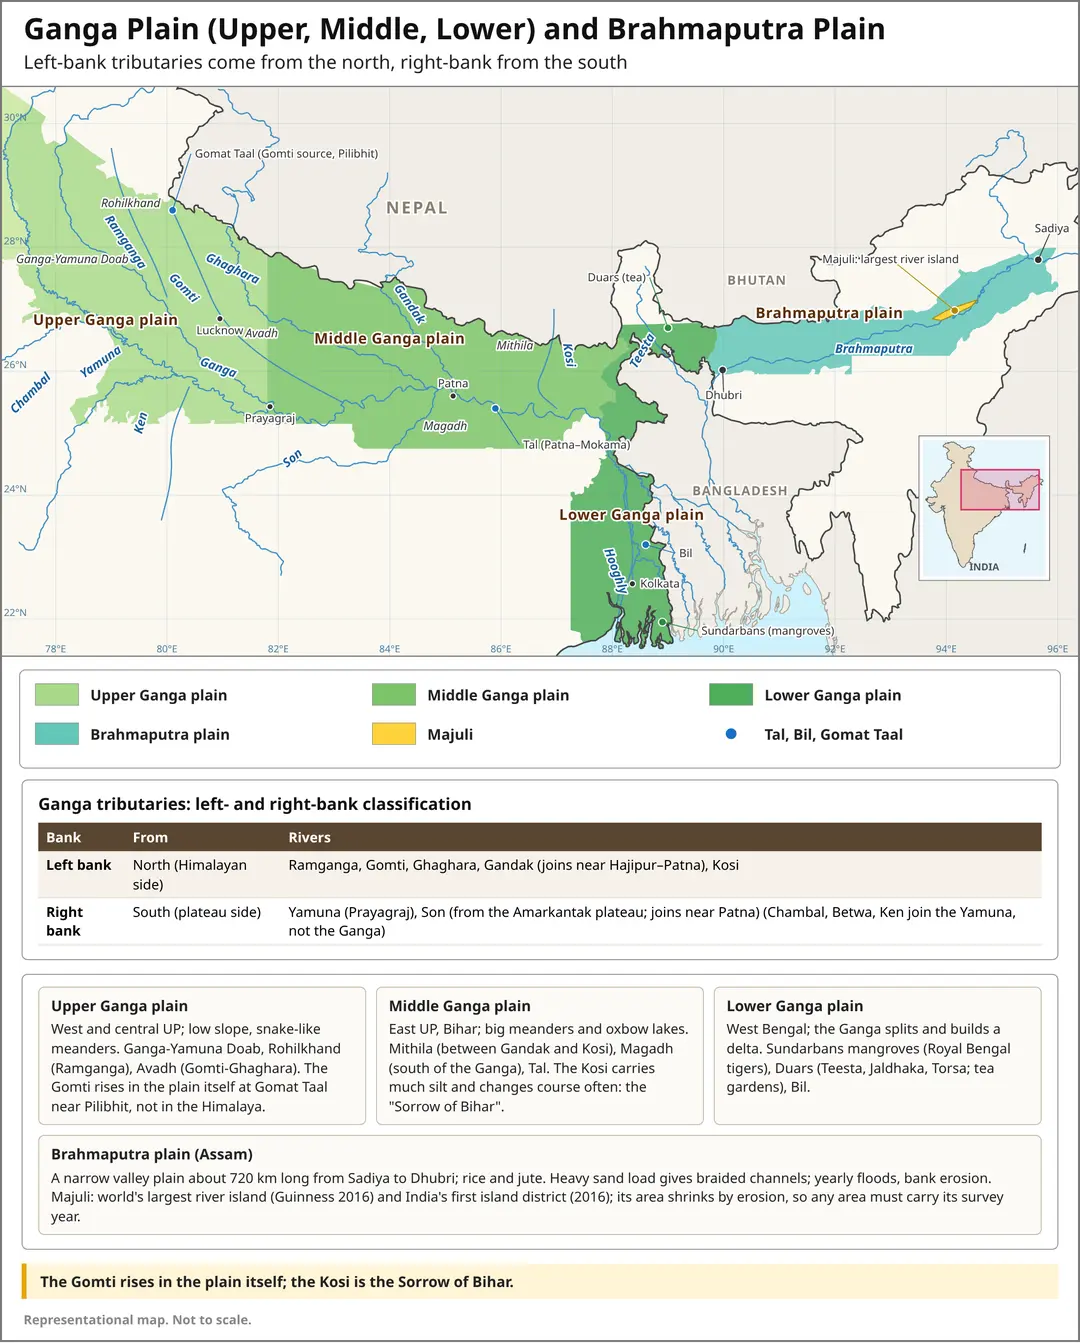 Ganga Plain (Upper, Middle, Lower) and Brahmaputra Plain
Left-bank tributaries come from the north, right-bank from the south
30°N
Gomat Taal (Gomti source, Pilibhit)
Rohilkhand
NEPAL
Sadiya
28°N
Ramganga
Ganga-Yamuna Doab
Ghaghara
Majuli: largest river island
Duars (tea)
BHUTAN
Gomti
Gandak
Upper Ganga plain
Brahmaputra plain
Lucknow
Avadh
Middle Ganga plain
Mithila
Kosi
Teesta
Brahmaputra
26°N
Yamuna
Ganga
Chambal
Patna
Dhubri
Ken
Prayagraj
Magadh
Tal (Patna–Mokama)
Son
24°N
BANGLADESH
Lower Ganga plain
Bil
Hooghly
Kolkata
INDIA
22°N
Sundarbans (mangroves)
78°E
80°E
82°E
84°E
86°E
88°E
90°E
92°E
94°E
96°E
Upper Ganga plain
Middle Ganga plain
Lower Ganga plain
Brahmaputra plain
Majuli
Tal, Bil, Gomat Taal
Ganga tributaries: left- and right-bank classification
Bank From Rivers
Left bank North (Himalayan Ramganga, Gomti, Ghaghara, Gandak (joins near Hajipur–Patna), Kosi
side)
Right South (plateau side) Yamuna (Prayagraj), Son (from the Amarkantak plateau; joins near Patna) (Chambal, Betwa, Ken join the Yamuna,
bank not the Ganga)
Upper Ganga plain
West and central UP; low slope, snake-like
meanders. Ganga-Yamuna Doab, Rohilkhand
(Ramganga), Avadh (Gomti-Ghaghara). The
Gomti rises in the plain itself at Gomat Taal
near Pilibhit, not in the Himalaya.
Middle Ganga plain
East UP, Bihar; big meanders and oxbow lakes.
Mithila (between Gandak and Kosi), Magadh
(south of the Ganga), Tal. The Kosi carries
much silt and changes course often: the
"Sorrow of Bihar".
Lower Ganga plain
West Bengal; the Ganga splits and builds a
delta. Sundarbans mangroves (Royal Bengal
tigers), Duars (Teesta, Jaldhaka, Torsa; tea
gardens), Bil.
Brahmaputra plain (Assam)
A narrow valley plain about 720 km long from Sadiya to Dhubri; rice and jute. Heavy sand load gives braided channels; yearly floods, bank erosion.
Majuli: world's largest river island (Guinness 2016) and India's first island district (2016); its area shrinks by erosion, so any area must carry its survey
year.
The Gomti rises in the plain itself; the Kosi is the Sorrow of Bihar.
Representational map. Not to scale.